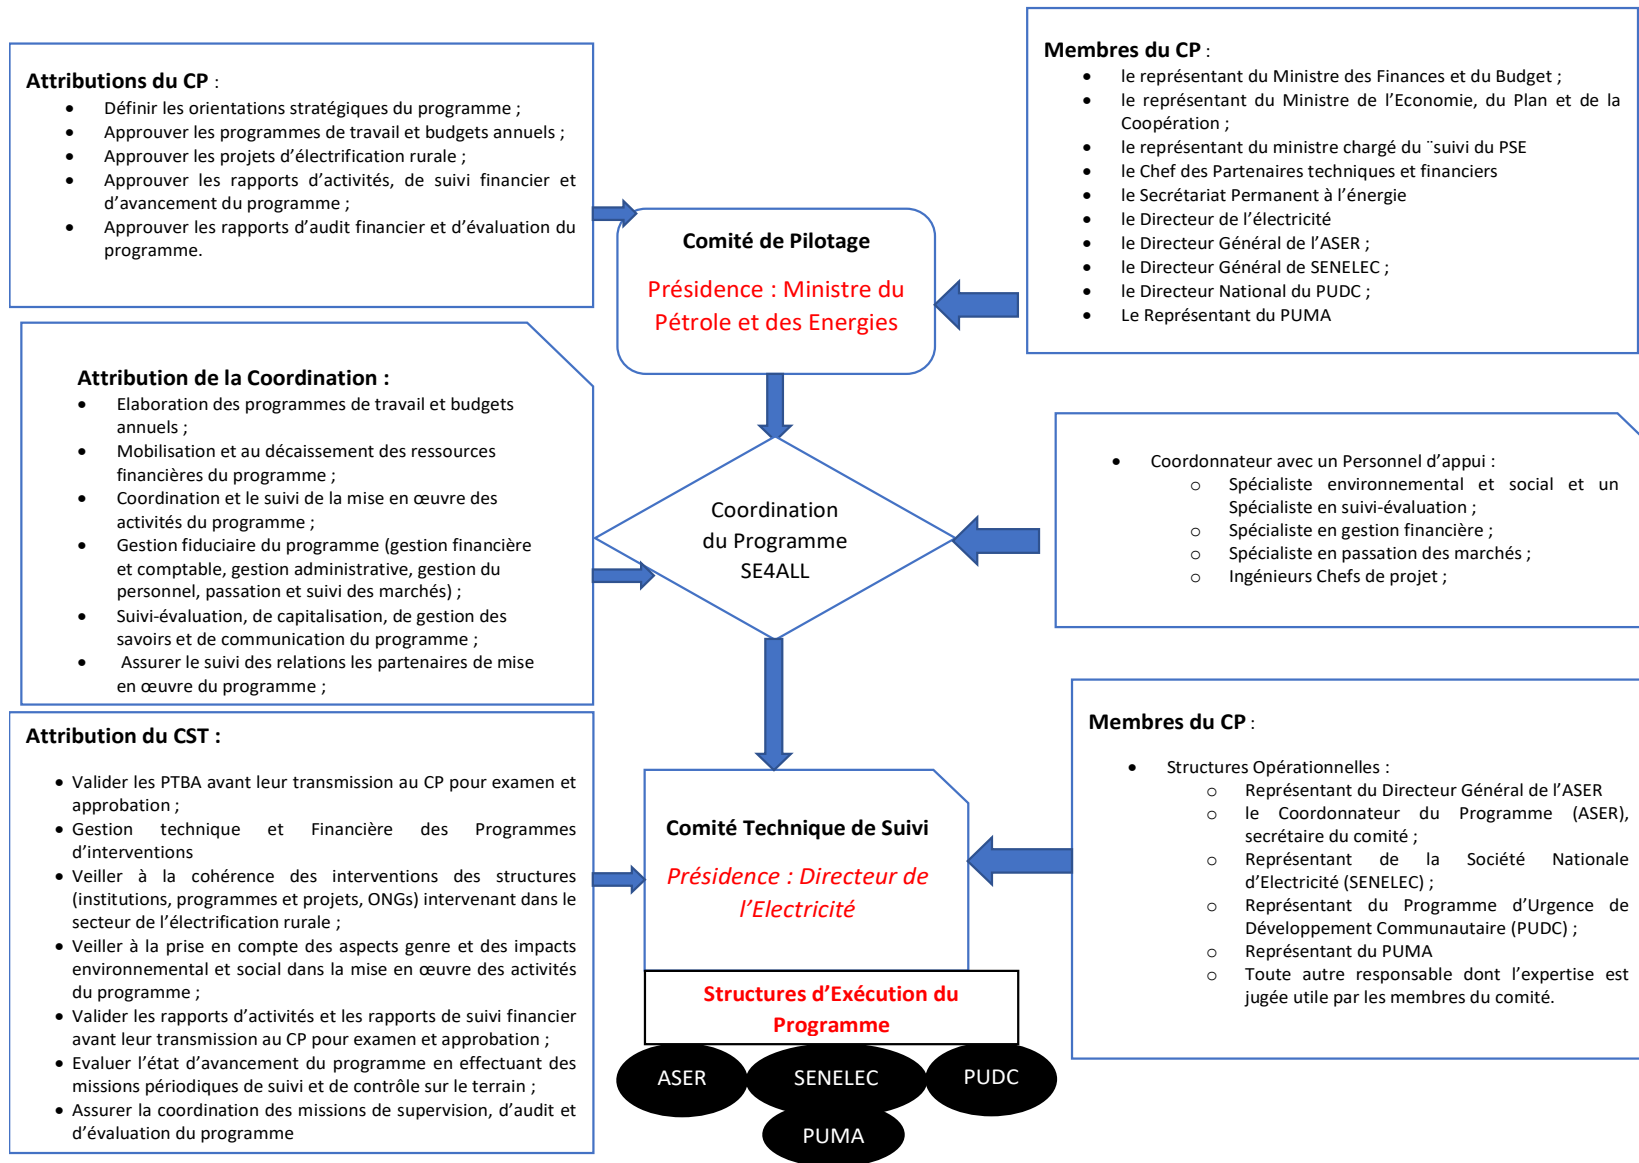 Attributions du CP :
• Définir les orientations stratégiques du programme ;
• Approuver les programmes de travail et budgets annuels ;
• Approuver les projets d’électrification rurale ;
• Approuver les rapports d’activités, de suivi financier et
d’avancement du programme ;
• Approuver les rapports d’audit financier et d’évaluation du
programme.
Comité de Pilotage
Présidence : Ministre du
Pétrole et des Energies
Membres du CP :
• le représentant du Ministre des Finances et du Budget ;
• le représentant du Ministre de l’Economie, du Plan et de la
Coopération ;
• le représentant du ministre chargé du ¨suivi du PSE
• le Chef des Partenaires techniques et financiers
• le Secrétariat Permanent à l’énergie
• le Directeur de l’électricité
• le Directeur Général de l’ASER ;
• le Directeur Général de SENELEC ;
• le Directeur National du PUDC ;
• Le Représentant du PUMA
Attribution de la Coordination :
• Elaboration des programmes de travail et budgets
annuels ;
• Mobilisation et au décaissement des ressources
financières du programme ;
• Coordination et le suivi de la mise en œuvre des
activités du programme ;
• Gestion fiduciaire du programme (gestion financière
et comptable, gestion administrative, gestion du
personnel, passation et suivi des marchés) ;
• Suivi-évaluation, de capitalisation, de gestion des
savoirs et de communication du programme ;
• Assurer le suivi des relations les partenaires de mise
en œuvre du programme ;
Coordination
du Programme
SE4ALL
• Coordonnateur avec un Personnel d’appui :
o Spécialiste environnemental et social et un
Spécialiste en suivi-évaluation ;
o Spécialiste en gestion financière ;
o Spécialiste en passation des marchés ;
o Ingénieurs Chefs de projet ;
Attribution du CST :
• Valider les PTBA avant leur transmission au CP pour examen et
approbation ;
• Gestion technique et Financière des Programmes
d’interventions
• Veiller à la cohérence des interventions des structures
(institutions, programmes et projets, ONGs) intervenant dans le
secteur de l’électrification rurale ;
• Veiller à la prise en compte des aspects genre et des impacts
environnemental et social dans la mise en œuvre des activités
du programme ;
• Valider les rapports d’activités et les rapports de suivi financier
avant leur transmission au CP pour examen et approbation ;
• Evaluer l’état d’avancement du programme en effectuant des
missions périodiques de suivi et de contrôle sur le terrain ;
• Assurer la coordination des missions de supervision, d’audit et
d’évaluation du programme
Comité Technique de Suivi
Présidence : Directeur de
l’Electricité
Structures d’Exécution du
Programme
ASER
SENELEC
PUDC
PUMA
Membres du CP :
• Structures Opérationnelles :
o Représentant du Directeur Général de l’ASER
o le Coordonnateur du Programme (ASER),
secrétaire du comité ;
o Représentant de la Société Nationale
d’Electricité (SENELEC) ;
o Représentant du Programme d’Urgence de
Développement Communautaire (PUDC) ;
o Représentant du PUMA
o Toute autre responsable dont l’expertise est
jugée utile par les membres du comité.